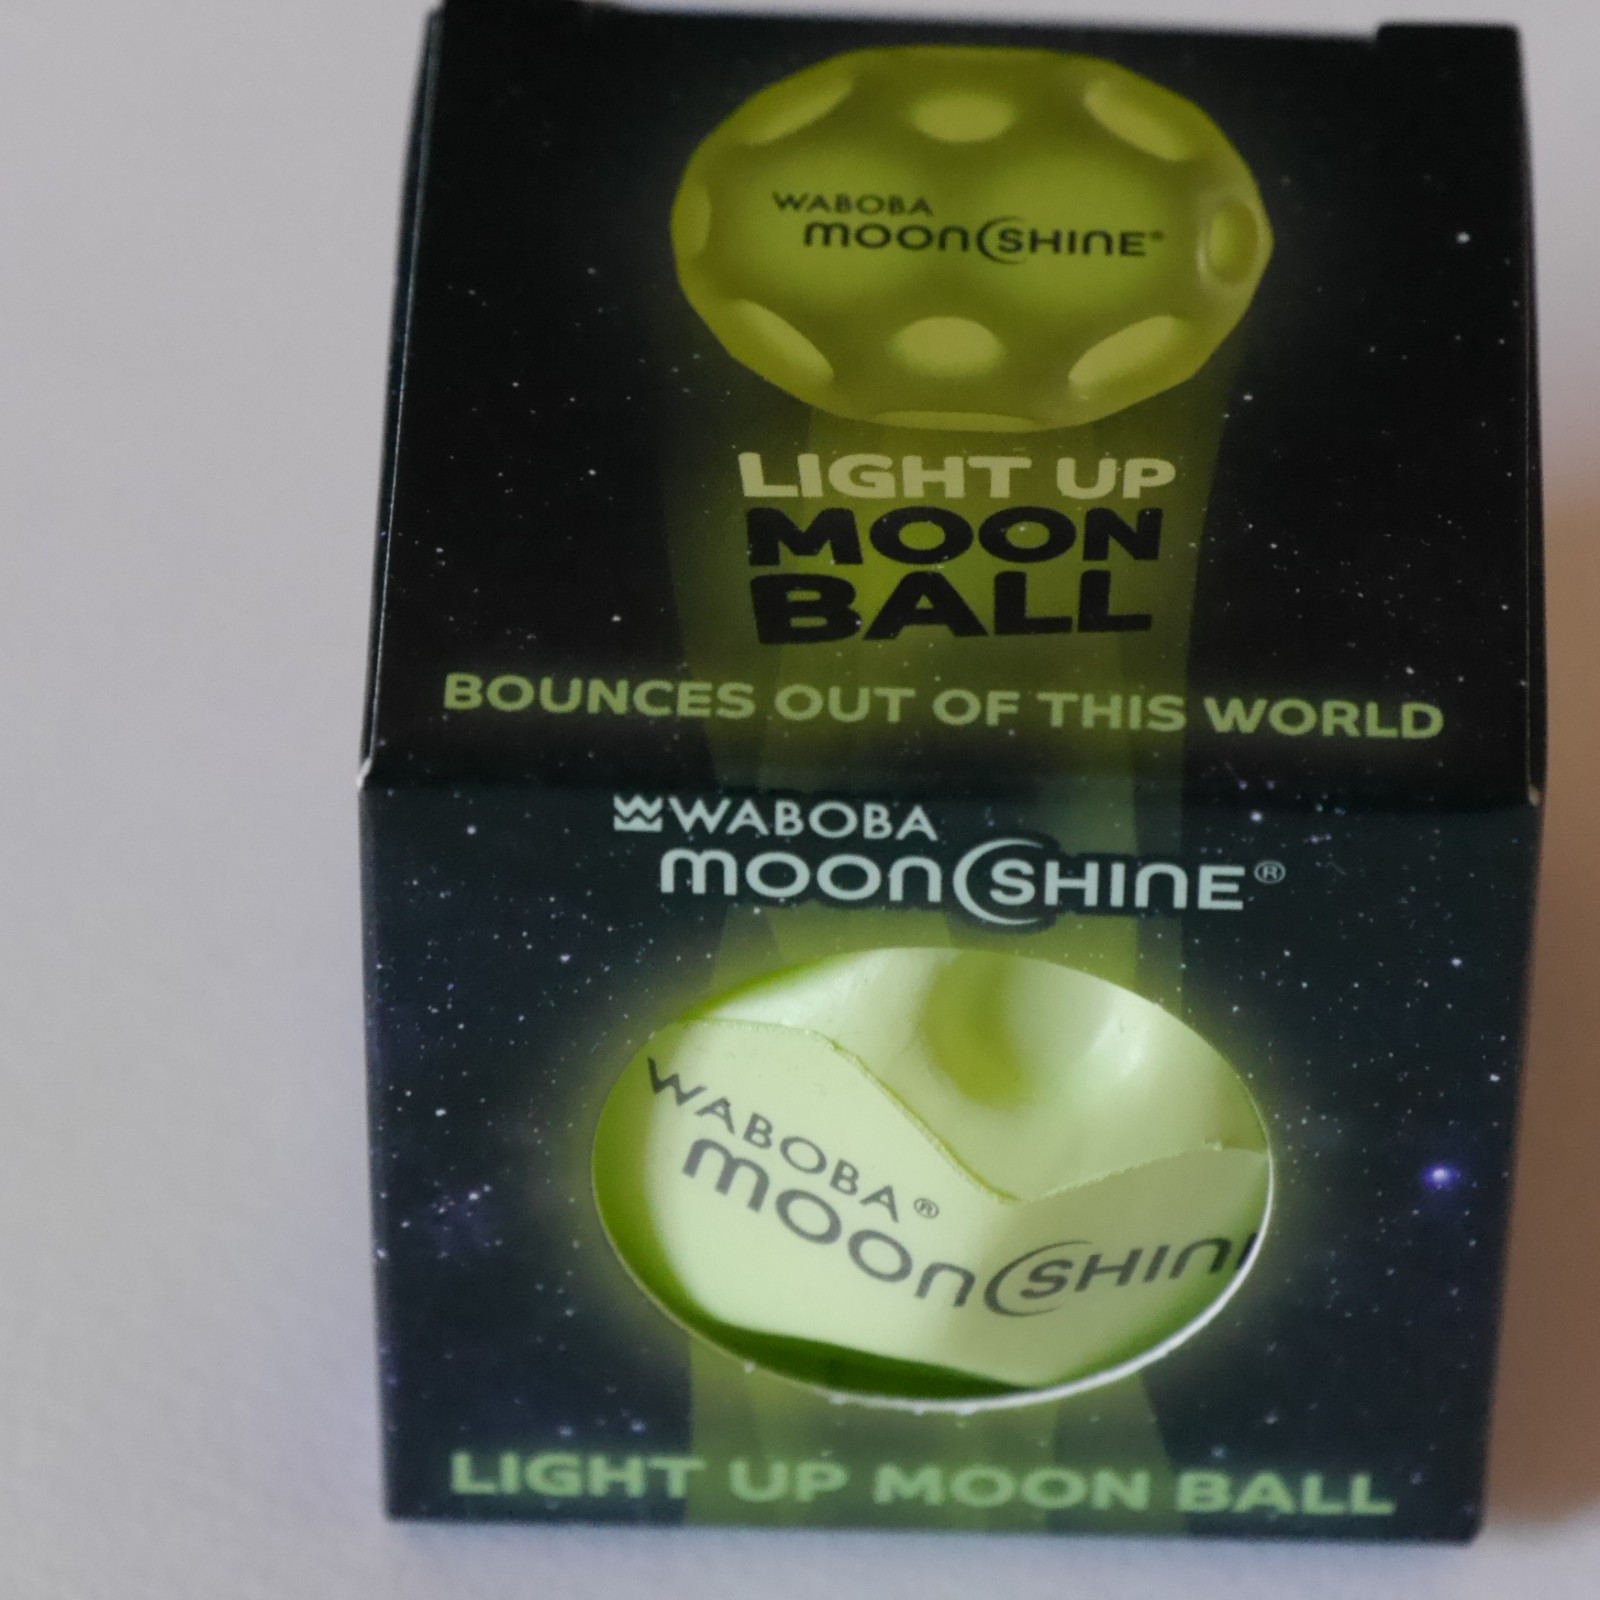 WABOBA
MOONSHINE®
LIGHT UP
MOON
BALL
BOUNCES OUT OF THIS WORLD
WABOBA
MOONSHINE®
WABOBA®
MOONSHIN
LIGHT UP MOON BALL